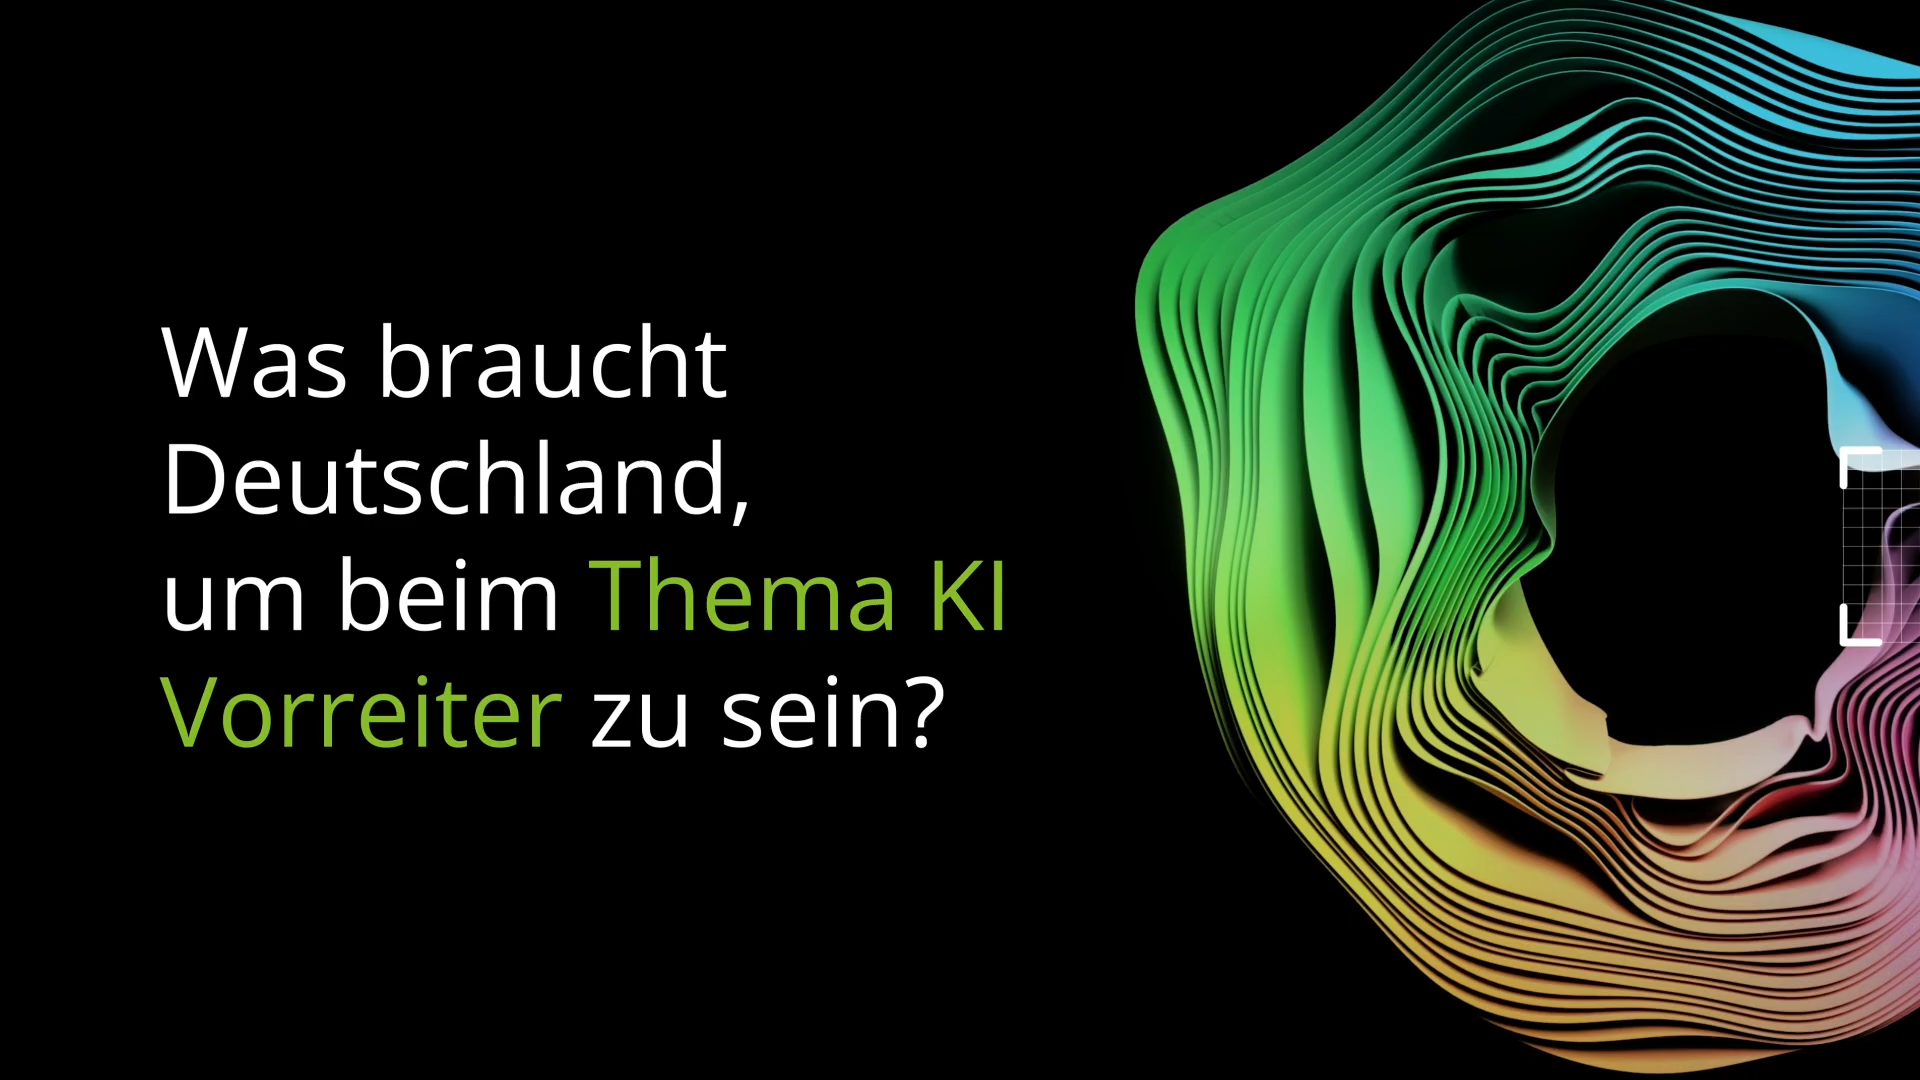 Was braucht
Deutschland,
um beim Thema KI
Vorreiter zu sein?